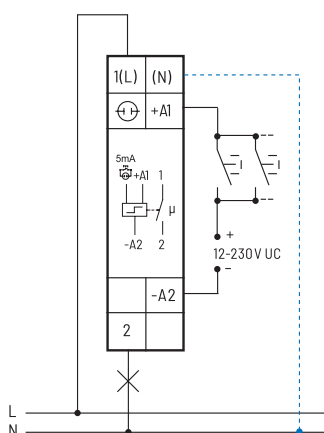 1(L) (N)
+A1
5mA
+A1 1
µ
-A2 2
+
12-230V UC
-
-A2
2
L
N